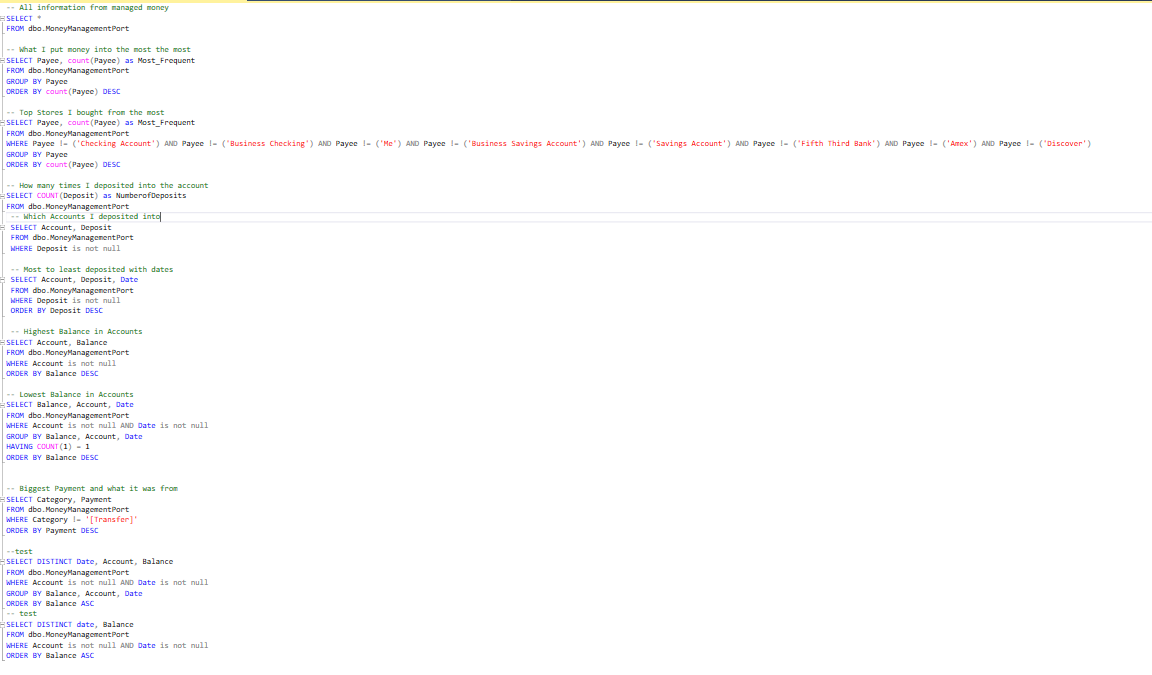 -- All information from managed money
SELECT *
FROM dbo.MoneyManagementPort
-- What I put money into the most the most
SELECT Payee, count(Payee) as Most_Frequent
FROM dbo.MoneyManagementPort
GROUP BY Payee
ORDER BY count(Payee) DESC
-- Top Stores I bought from the most
SELECT Payee, count(Payee) as Most_Frequent
FROM dbo.MoneyManagementPort
WHERE Payee != ('Checking Account') AND Payee != ('Business Checking') AND Payee != ('Me') AND Payee != ('Business Savings Account') AND Payee != ('Savings Account') AND Payee != ('Fifth Third Bank') AND Payee != ('Amex') AND Payee != ('Discover')
GROUP BY Payee
ORDER BY count(Payee) DESC
-- How many times I deposited into the account
SELECT COUNT(Deposit) as NumberofDeposits
FROM dbo.MoneyManagementPort
-- Which Accounts I deposited into
SELECT Account, Deposit
FROM dbo.MoneyManagementPort
WHERE Deposit is not null
-- Most to least deposited with dates
SELECT Account, Deposit, Date
FROM dbo.MoneyManagementPort
WHERE Deposit is not null
ORDER BY Deposit DESC
-- Highest Balance in Accounts
SELECT Account, Balance
FROM dbo.MoneyManagementPort
WHERE Account is not null
ORDER BY Balance DESC
-- Lowest Balance in Accounts
SELECT Balance, Account, Date
FROM dbo.MoneyManagementPort
WHERE Account is not null AND Date is not null
GROUP BY Balance, Account, Date
HAVING COUNT(1) = 1
ORDER BY Balance DESC
-- Biggest Payment and what it was from
SELECT Category, Payment
FROM dbo.MoneyManagementPort
WHERE Category != '[Transfer]'
ORDER BY Payment DESC
--test
SELECT DISTINCT Date, Account, Balance
FROM dbo.MoneyManagementPort
WHERE Account is not null AND Date is not null
GROUP BY Balance, Account, Date
ORDER BY Balance ASC
-- test
SELECT DISTINCT date, Balance
FROM dbo.MoneyManagementPort
WHERE Account is not null AND Date is not null
ORDER BY Balance ASC